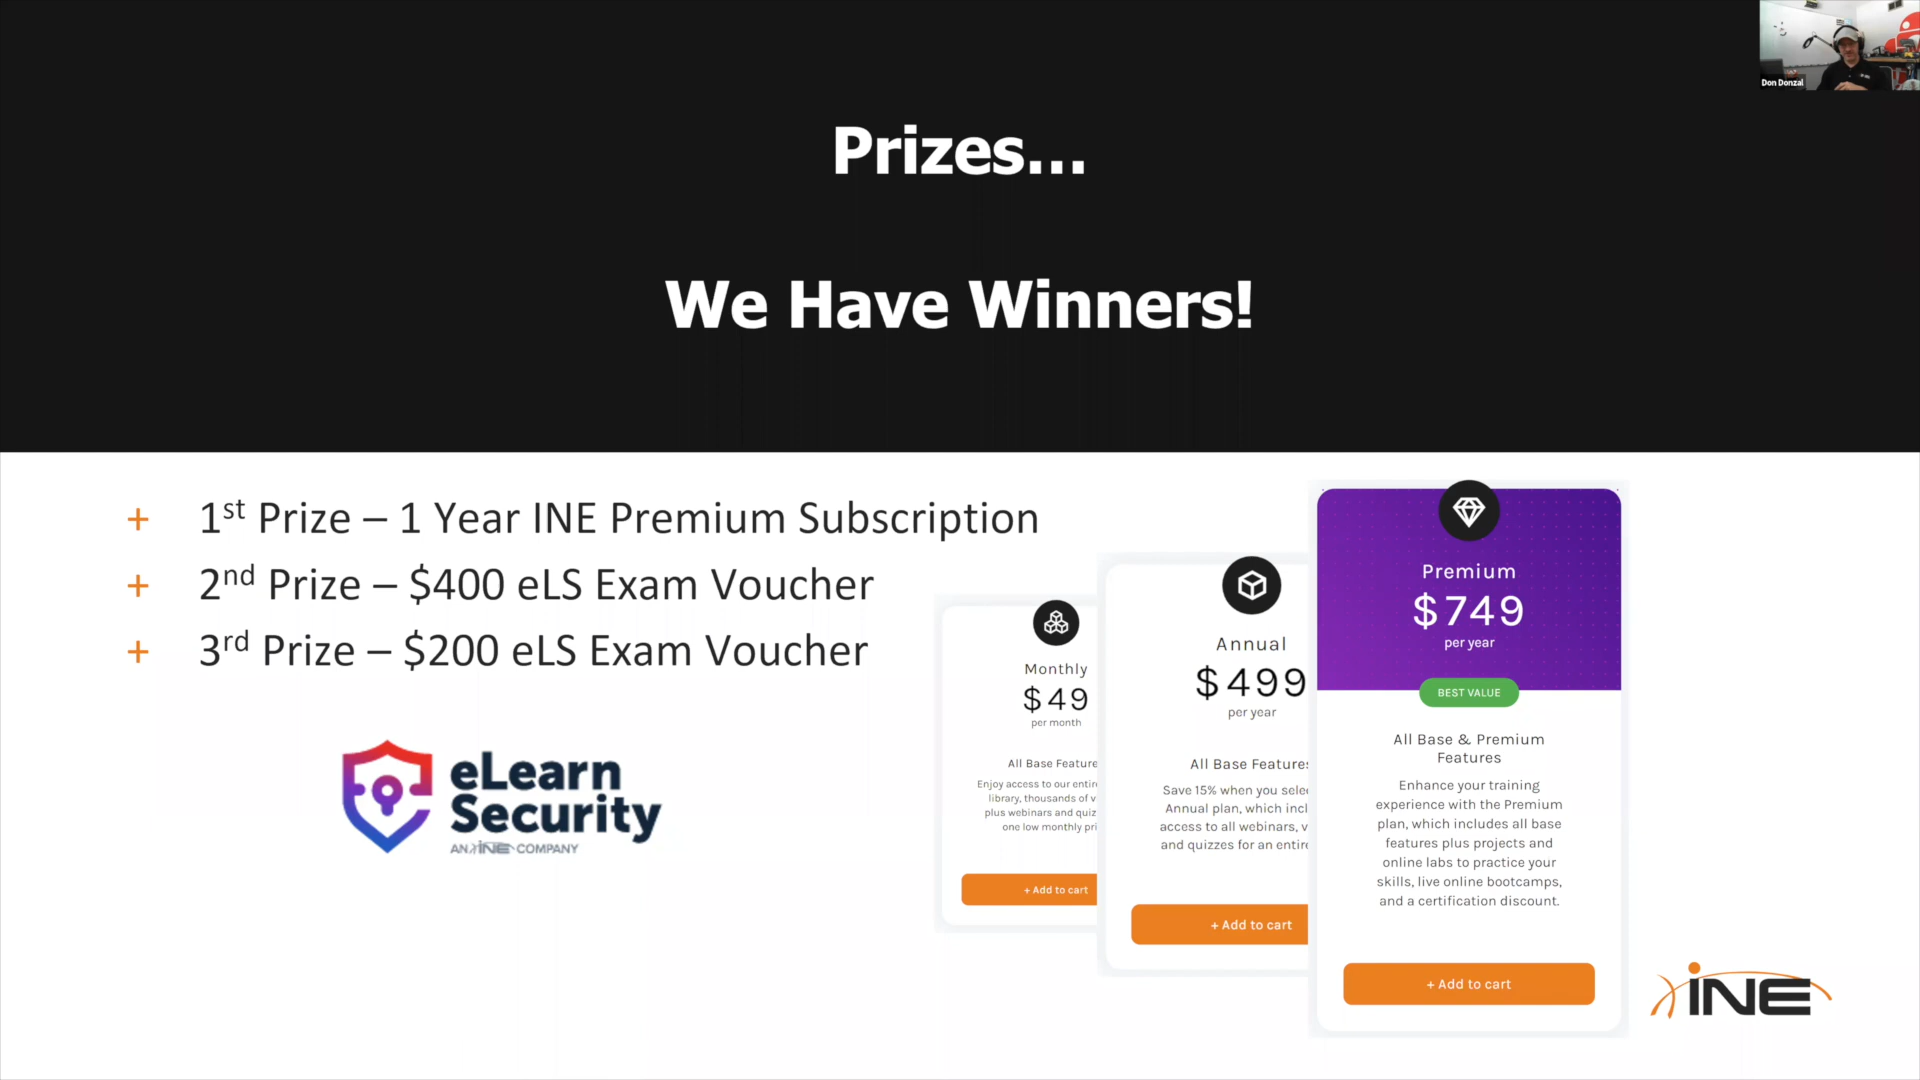 Don Donzal
Prizes...
We Have Winners!
+ 1st Prize – 1 Year INE Premium Subscription
+ 2nd Prize – $400 eLS Exam Voucher
+ 3rd Prize – $200 eLS Exam Voucher
eLearn
Security
AN INE COMPANY
Monthly
$49
per month
All Base Feature
Enjoy access to our entir
library, thousands of v
plus webinars and quiz
one low monthly pri
+ Add to cart
Annual
$499
per year
All Base Features
Save 15% when you sele
Annual plan, which incl
access to all webinars, v
and quizzes for an entire
+ Add to cart
Premium
$749
per year
BEST VALUE
All Base & Premium
Features
Enhance your training
experience with the Premium
plan, which includes all base
features plus projects and
online labs to practice your
skills, live online bootcamps,
and a certification discount.
+ Add to cart
iNE